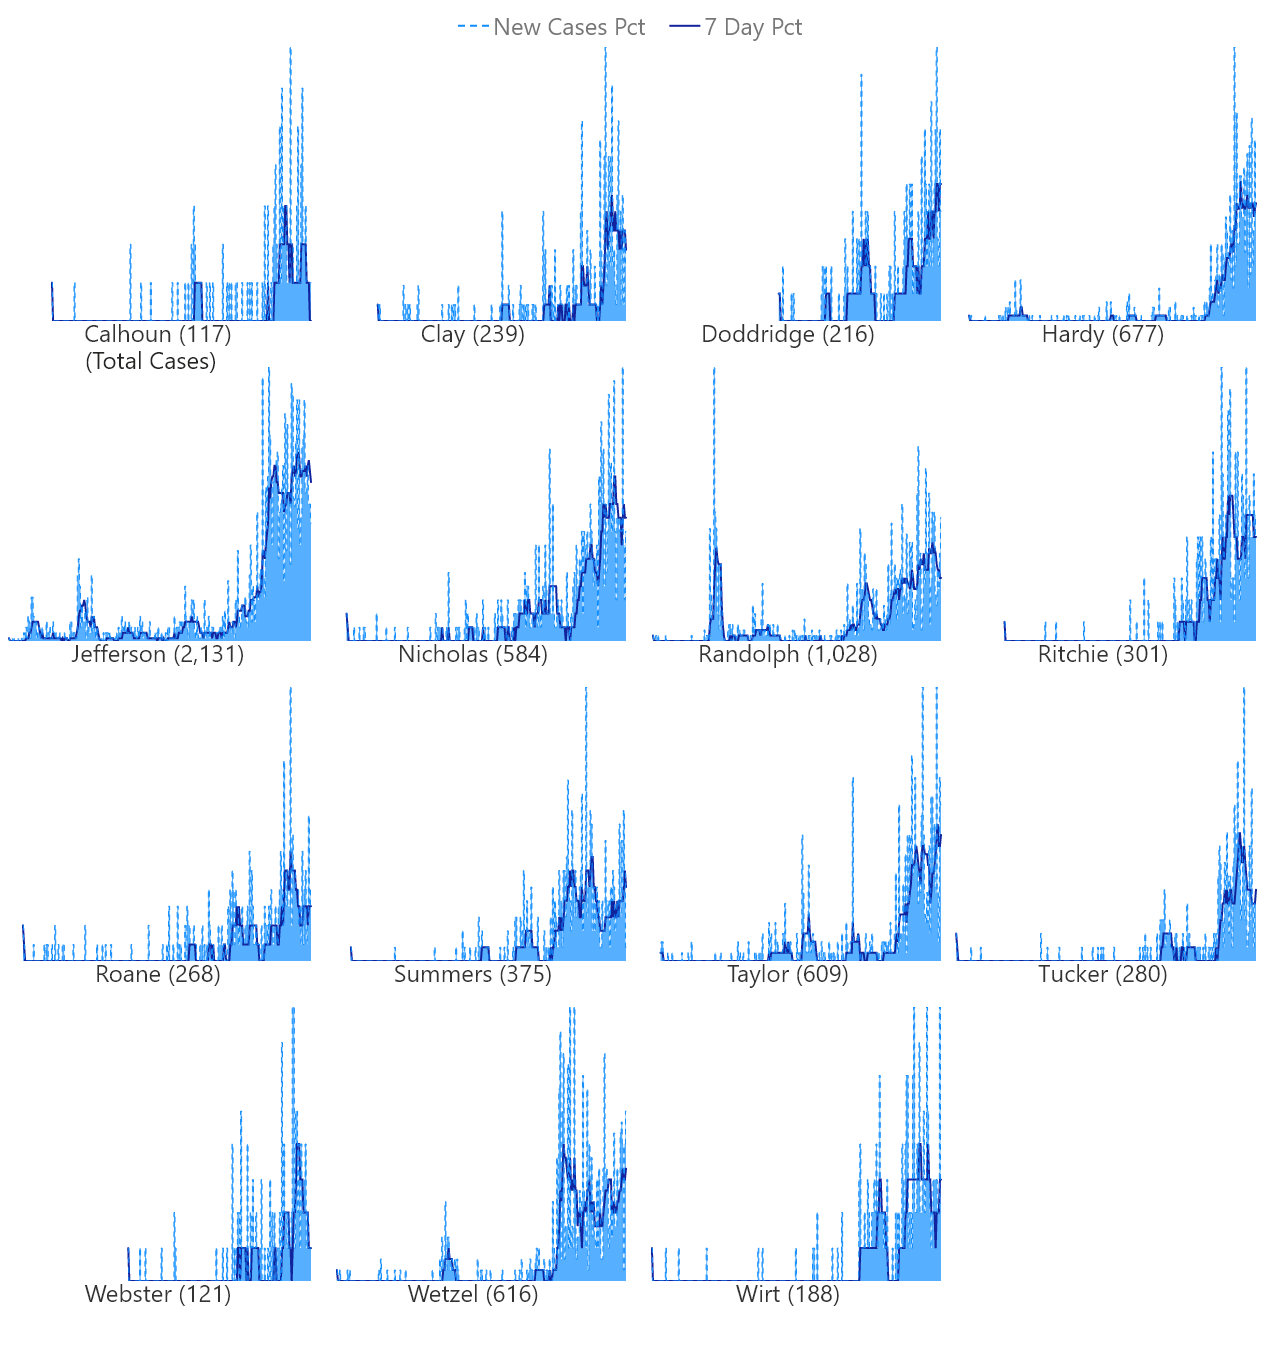 New Cases Pct 7 Day Pct
Calhoun (117) Clay (239) Doddridge (216) Hardy (677)
(Total Cases)
Jefferson (2,131) Nicholas (584) Randolph (1,028) Ritchie (301)
Roane (268) Summers (375) Taylor (609) Tucker (280)
Webster (121) Wetzel (616) Wirt (188)